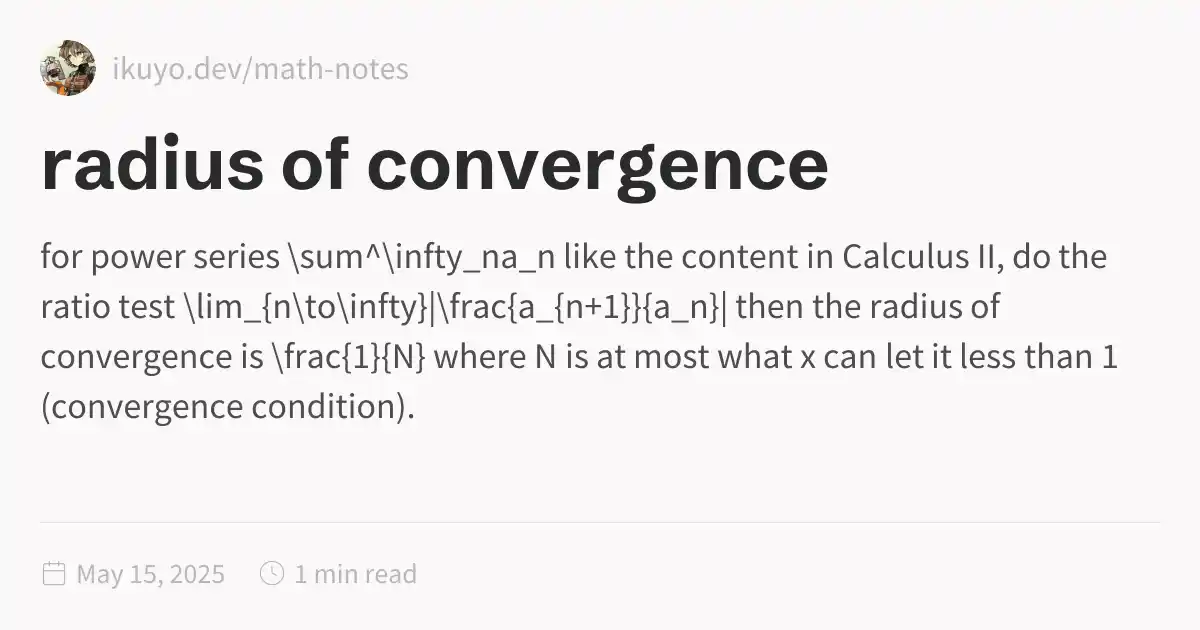 ikuyo.dev/math-notes
radius of convergence
for power series \sum^\infty_na_n like the content in Calculus II, do the
ratio test \lim_{n\to\infty}|\frac{a_{n+1}}{a_n}| then the radius of
convergence is \frac{1}{N} where N is at most what x can let it less than 1
(convergence condition).
May 15, 2025
1 min read